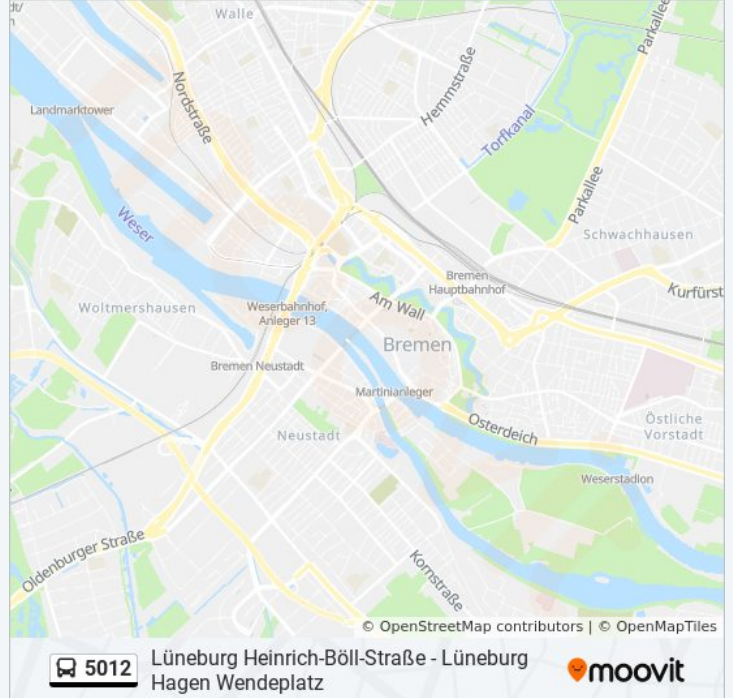 dt/
Walle
Parkallee
Nordstraße
Hemmstraße
Landmarktower
Torfkanal
Parkallee
Weser
Schwachhausen
Bremen
Hauptbahnhof
Kurfürst
Woltmershausen
Weserbahnhof,
Anleger 13
Am Wall
Bremen
Bremen Neustadt
Martinianleger
Neustadt
Osterdeich
Östliche
Vorstadt
Weserstadion
Oldenburger Straße
Kornstraße
© OpenStreetMap contributors | © OpenMapTiles
5012
Lüneburg Heinrich-Böll-Straße - Lüneburg
Hagen Wendeplatz
moovit